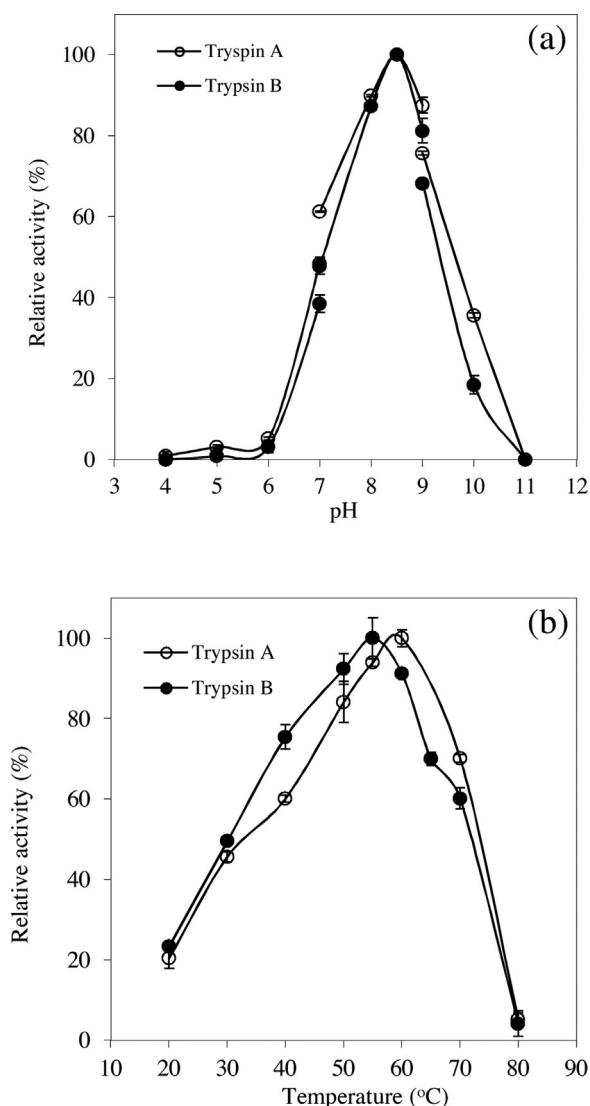 (a)
Tryspin A
Trypsin B
Relative activity (%)
100
80
60
40
20
0
3 4 5 6 7 8 9 10 11 12
pH
(b)
Trypsin A
Trypsin B
Relative activity (%)
100
80
60
40
20
0
10 20 30 40 50 60 70 80 90
Temperature (°C)